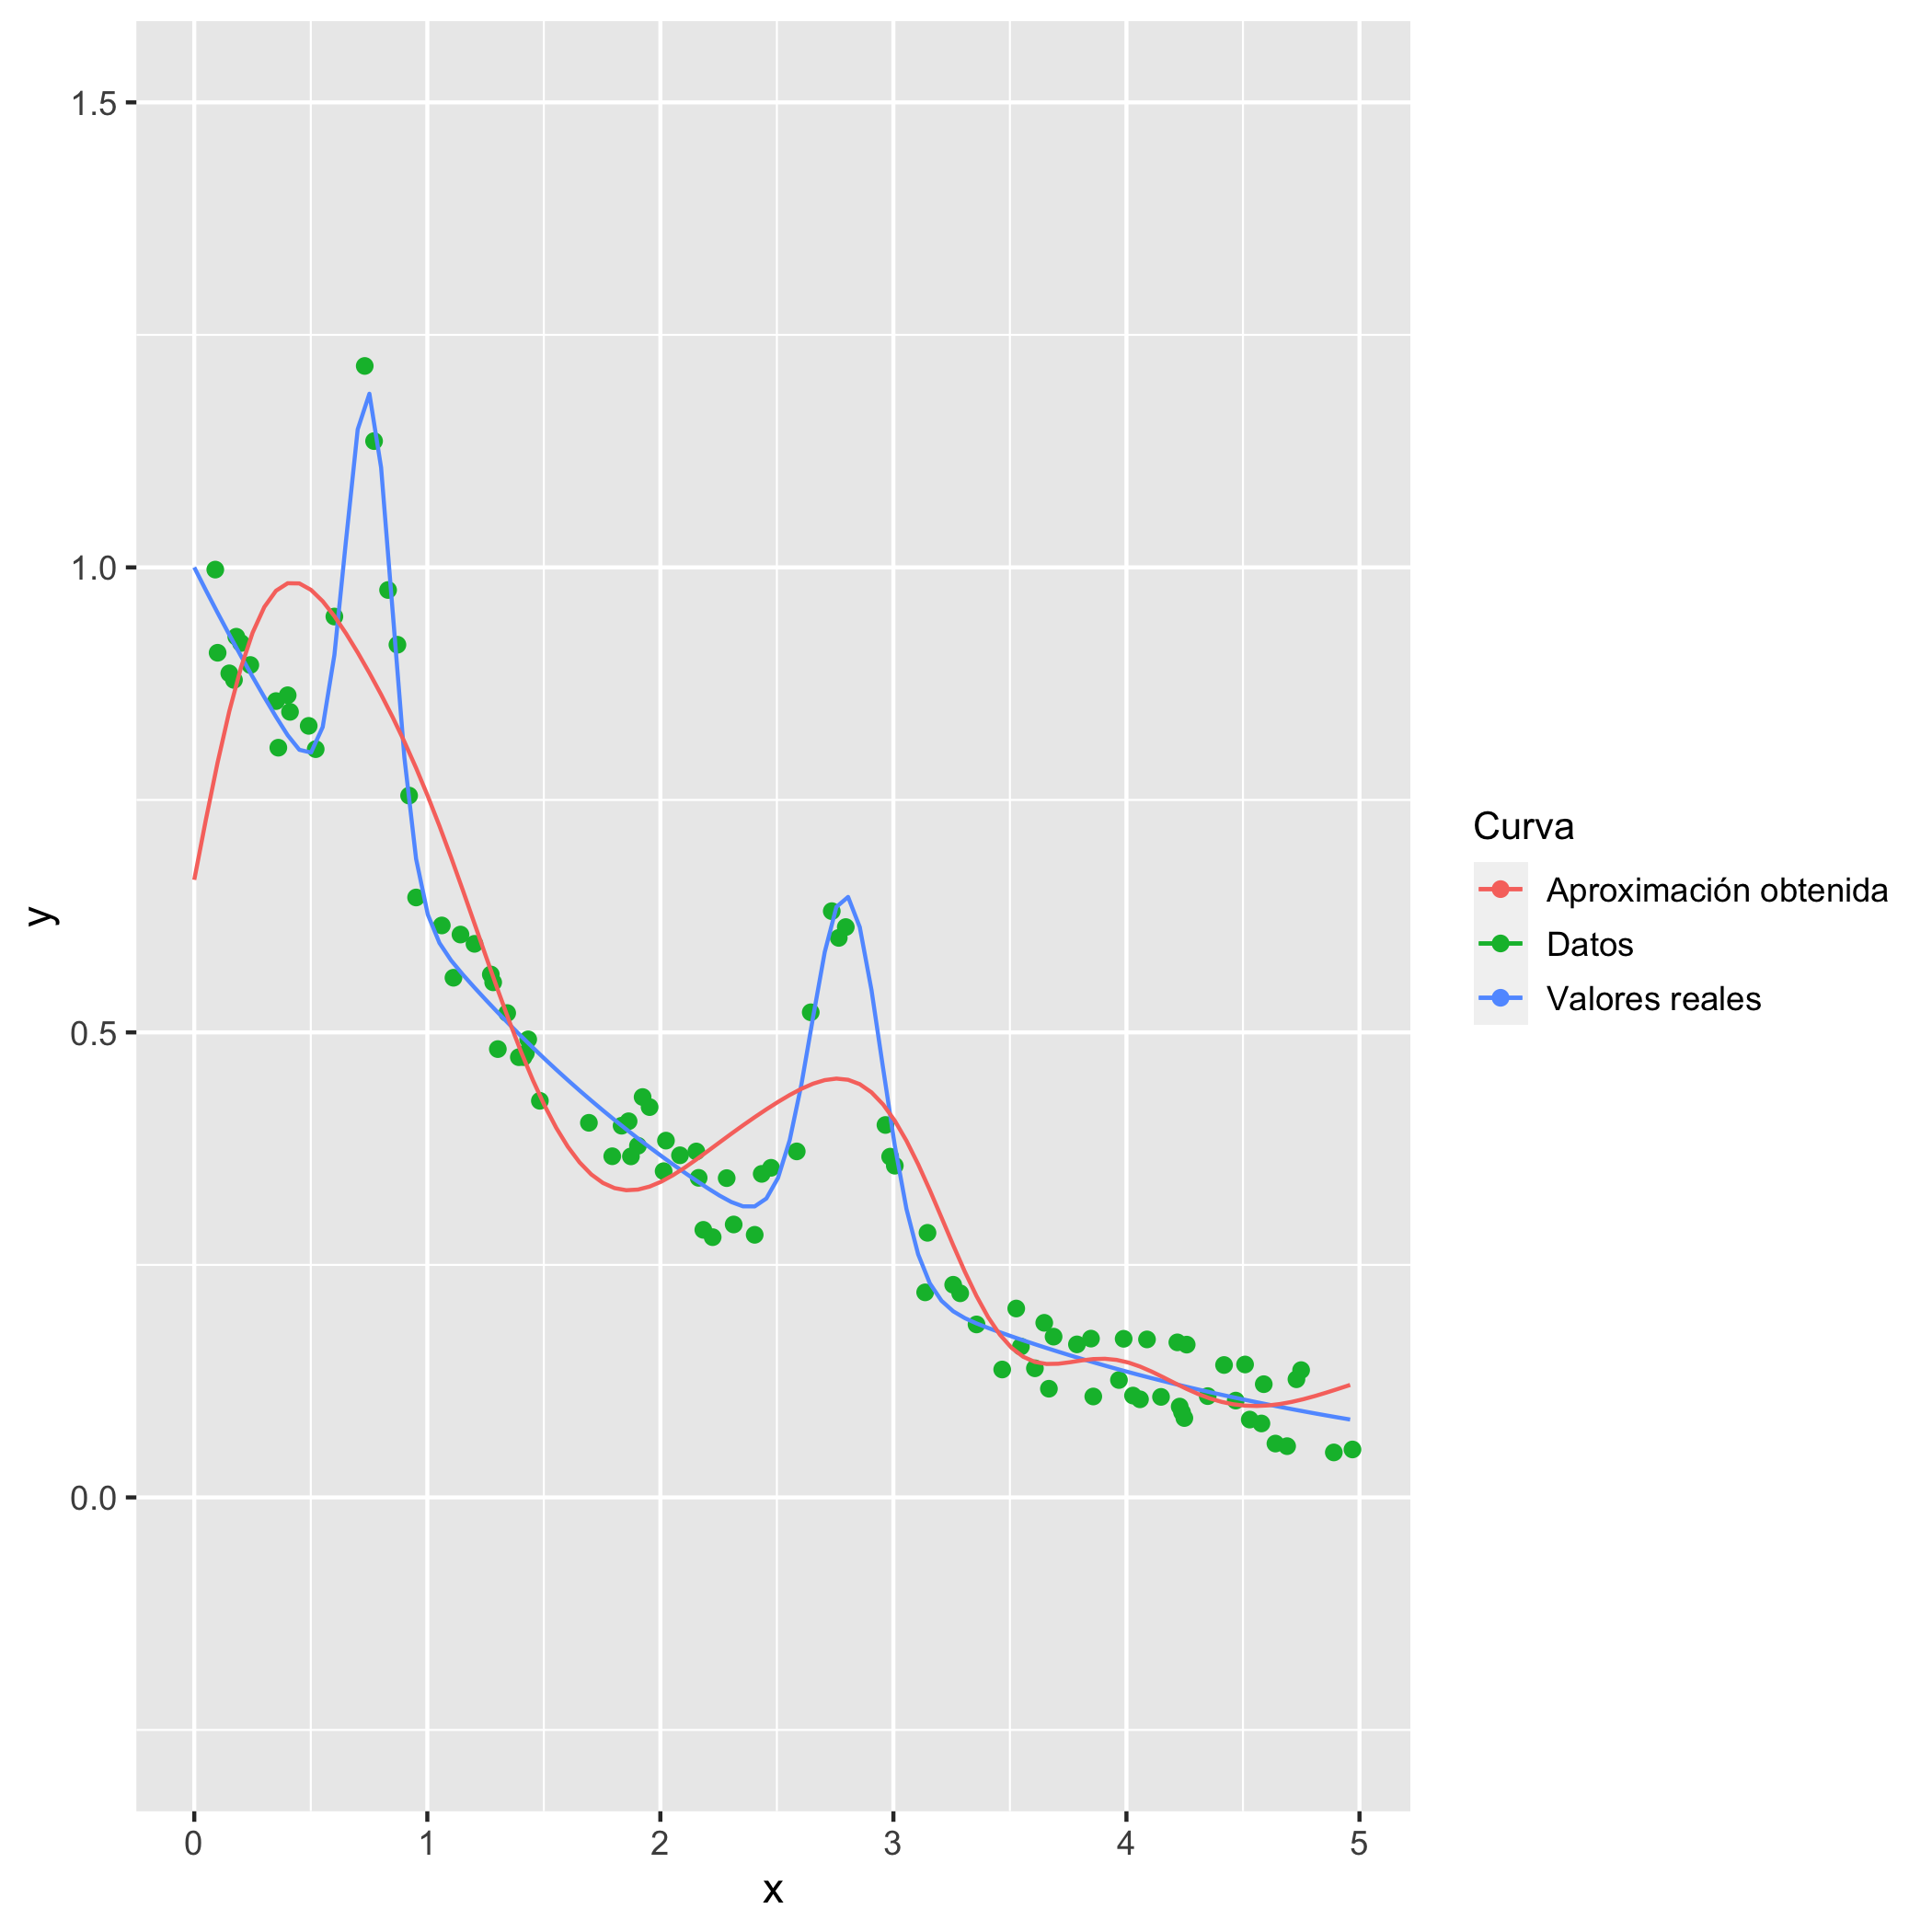 1.5
1.0
0.5
0.0
y
0
1
2
3
4
5
x
Curva
Aproximación obtenida
Datos
Valores reales